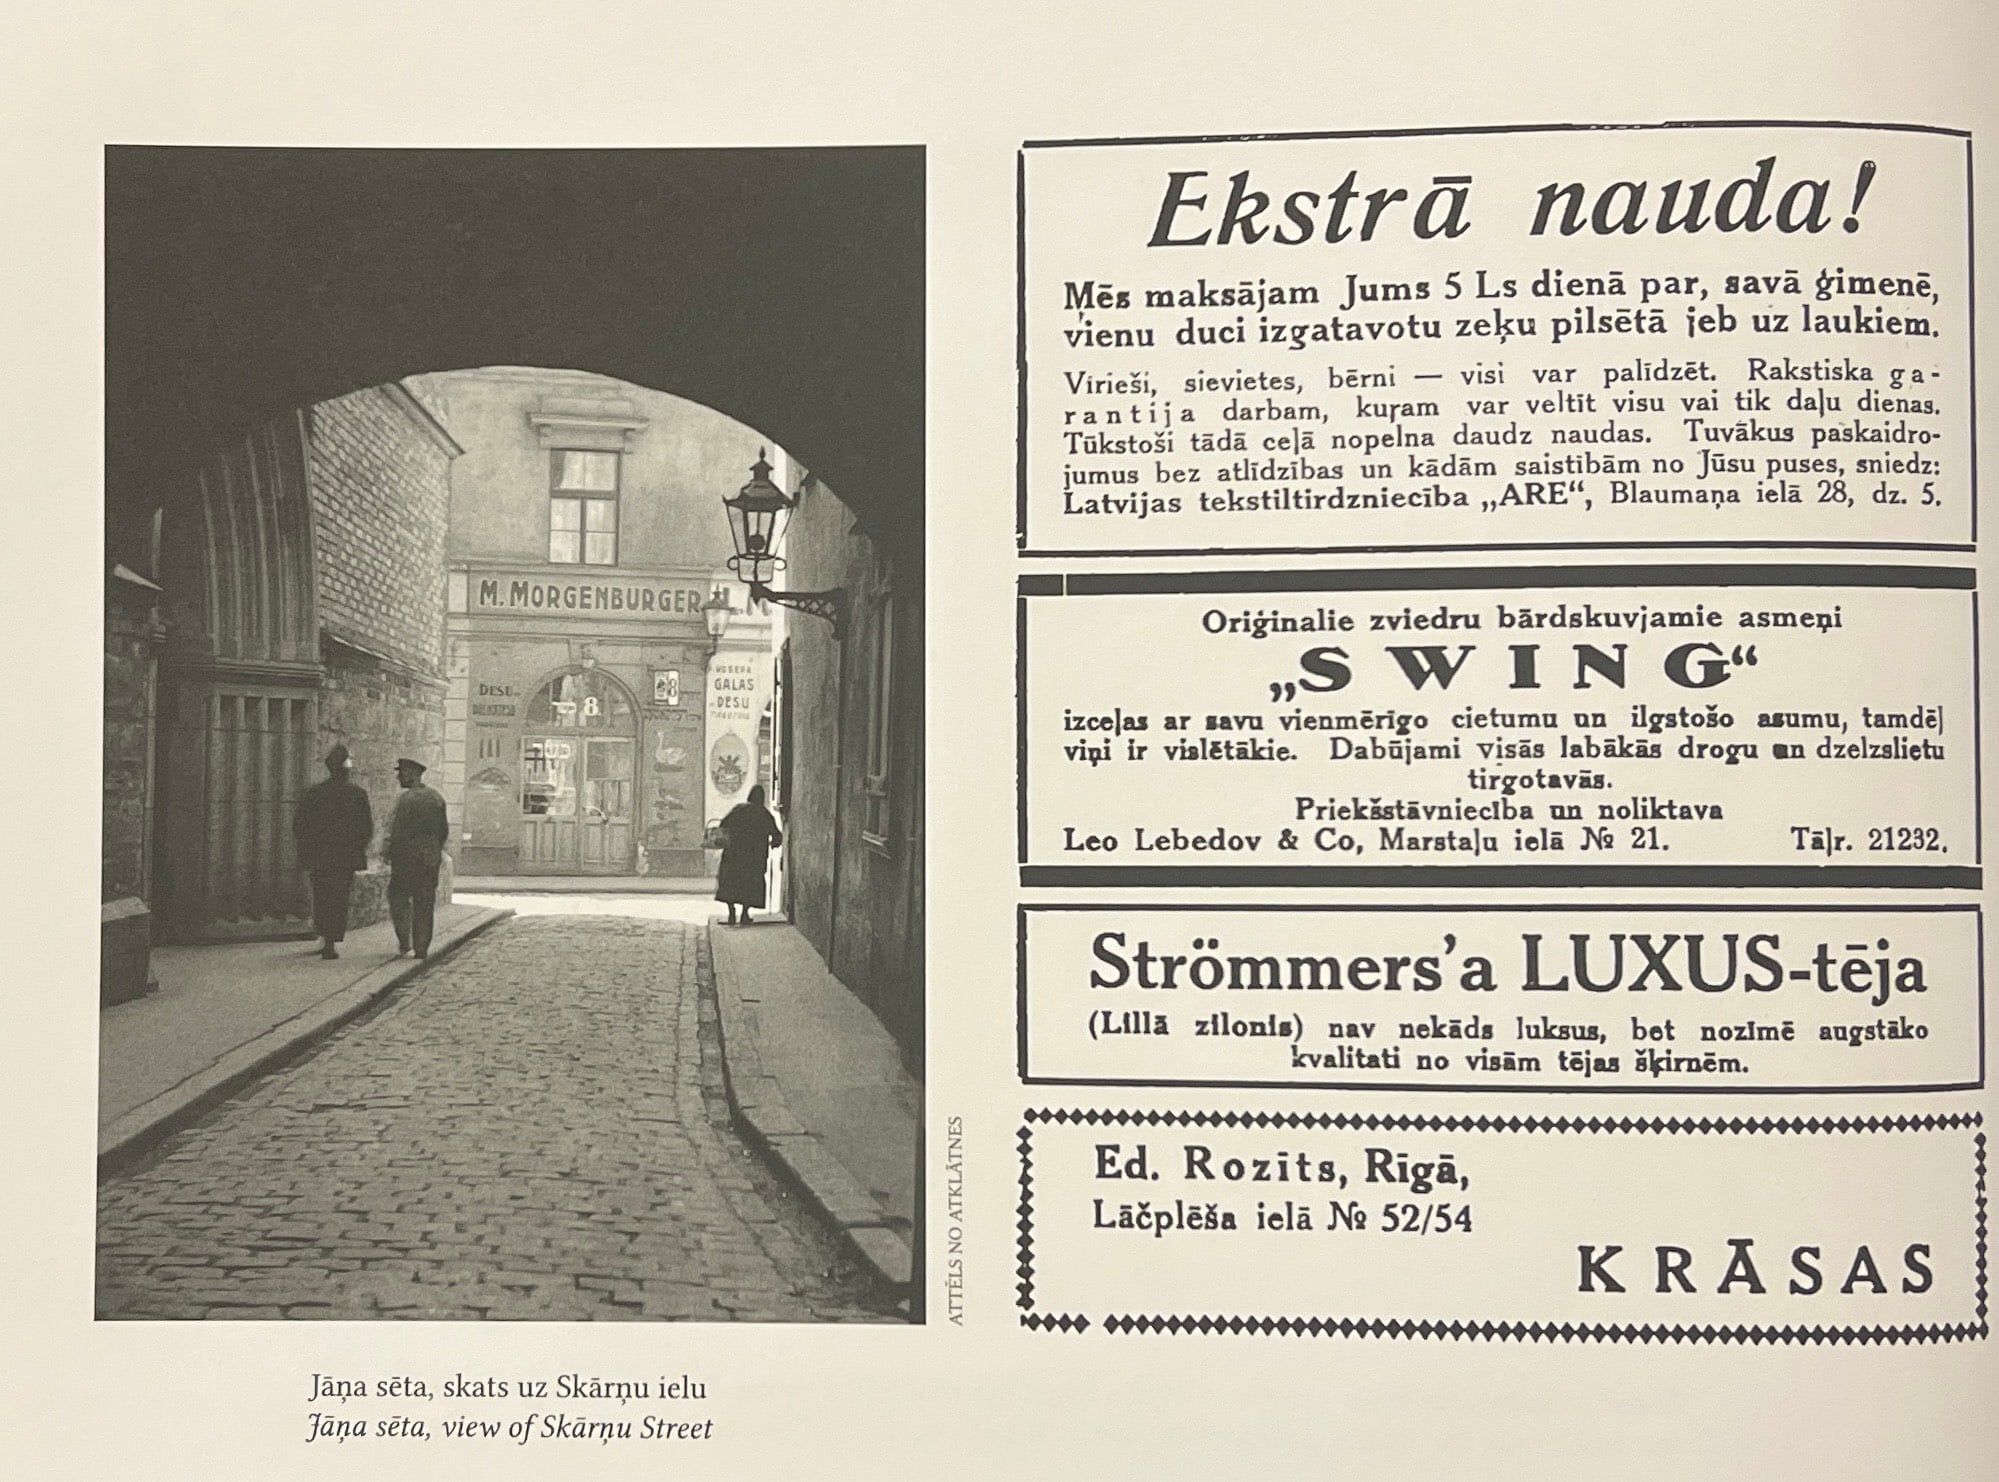 M. MORGENBURGER
DESU
8
8
GALAS
DESU
ATTĒLS NO ATKLĀTNES
Jāņa sēta, skats uz Skārņu ielu
Jāņa sēta, view of Skārņu Street
Ekstrā nauda!
Mēs maksājam Jums 5 Ls dienā par, savā ģimenē,
vienu duci izgatavotu zeķu pilsētā jeb uz laukiem.
Virieši, sievietes, bērni — visi var palīdzēt. Rakstiska ga-
rantija darbam, kuŗam var veltīt visu vai tik daļu dienas.
Tūkstoši tādā ceļā nopelna daudz naudas. Tuvākus paskaidro-
jumus bez atlīdzības un kādām saistibām no Jūsu puses, sniedz:
Latvijas tekstiltirdzniecība „ARE“, Blaumaņa ielā 28, dz. 5.
Oriģinalie zviedru bārdskuvjamie asmeņi
„SWING“
izceļas ar savu vienmērīgo cietumu un ilgstošo asumu, tamdēļ
viņi ir vislētākie. Dabūjami visās labākās drogu un dzelzslietu
tirgotavās.
Priekšstāvniecība un noliktava
Leo Lebedov & Co, Marstaļu ielā № 21. Tāļr. 21232.
Strömmers’a LUXUS-tēja
(Lillā zilonis) nav nekāds luksus, bet nozīmē augstāko
kvalitati no visām tējas šķirnēm.
Ed. Rozīts, Rīgā,
Lāčplēša ielā № 52/54
KRĀSAS